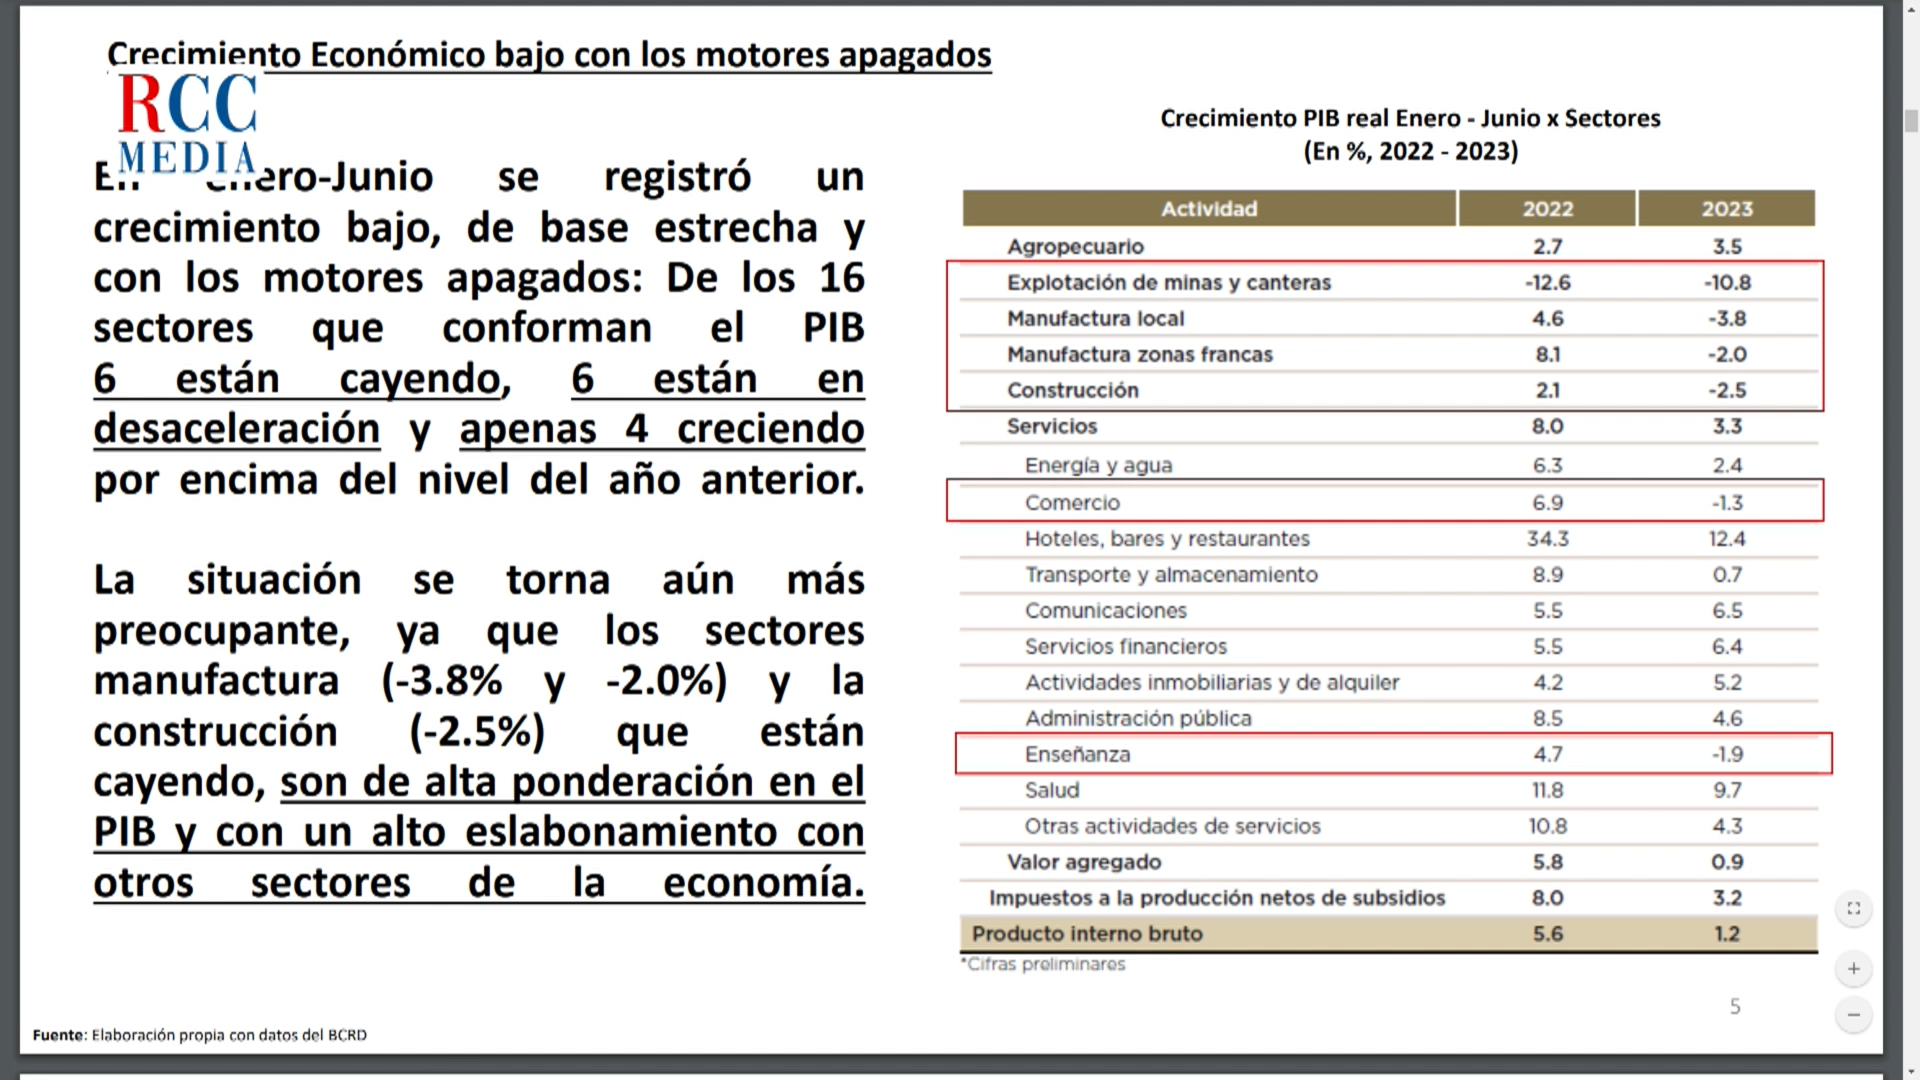 Crecimiento Económico bajo con los motores apagados
RCC
MEDIA
En enero-Junio se registró un
crecimiento bajo, de base estrecha y
con los motores apagados: De los 16
sectores que conforman el PIB
6 están cayendo, 6 están en
desaceleración y apenas 4 creciendo
por encima del nivel del año anterior.
La situación se torna aún más
preocupante, ya que los sectores
manufactura (-3.8% y -2.0%) y la
construcción (-2.5%) que están
cayendo, son de alta ponderación en el
PIB y con un alto eslabonamiento con
otros sectores de la economía.
Fuente: Elaboración propia con datos del BCRD
Crecimiento PIB real Enero - Junio x Sectores
(En %, 2022 - 2023)
Actividad 2022 2023
Agropecuario 2.7 3.5
Explotación de minas y canteras -12.6 -10.8
Manufactura local 4.6 -3.8
Manufactura zonas francas 8.1 -2.0
Construcción 2.1 -2.5
Servicios 8.0 3.3
Energía y agua 6.3 2.4
Comercio 6.9 -1.3
Hoteles, bares y restaurantes 34.3 12.4
Transporte y almacenamiento 8.9 0.7
Comunicaciones 5.5 6.5
Servicios financieros 5.5 6.4
Actividades inmobiliarias y de alquiler 4.2 5.2
Administración pública 8.5 4.6
Enseñanza 4.7 -1.9
Salud 11.8 9.7
Otras actividades de servicios 10.8 4.3
Valor agregado 5.8 0.9
Impuestos a la producción netos de subsidios 8.0 3.2
Producto interno bruto 5.6 1.2
*Cifras preliminares
5